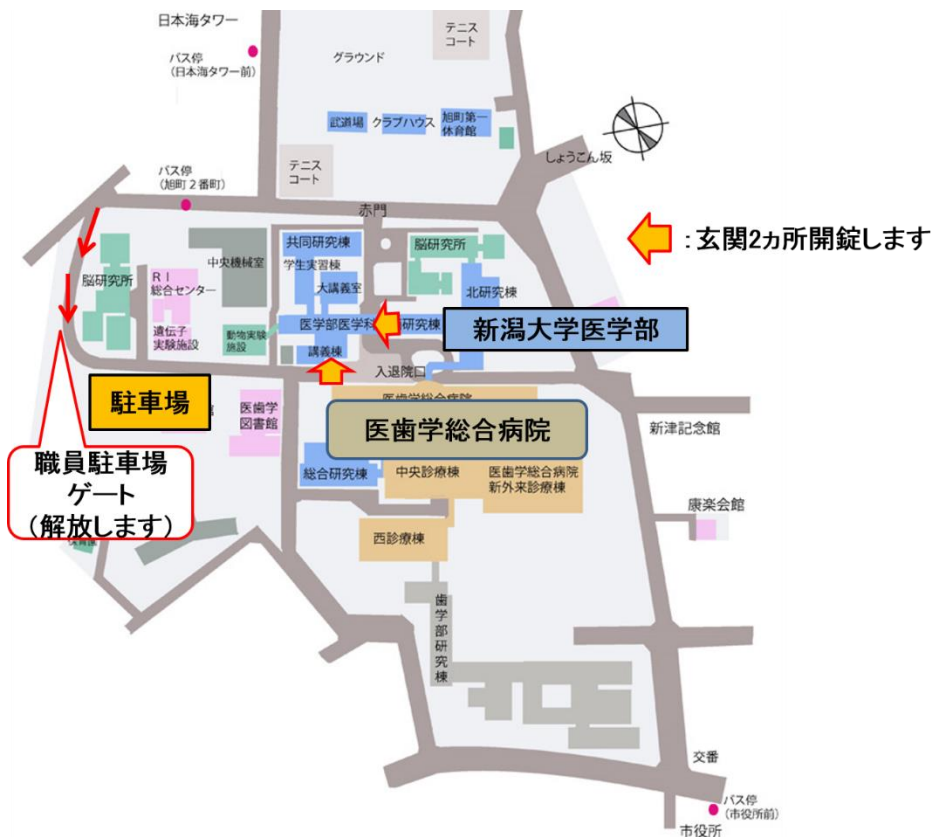 日本海タワー
バス停
(日本海タワー前)
グラウンド
テニス
コート
武道場
クラブハウス
旭町第一
体育館
しょうこん坂
テニス
コート
バス停
(旭町2番町)
赤門
:玄関2ヵ所開錠します
共同研究棟
学生実習棟
大講義室
中央機械室
脳研究所
北研究棟
脳研究所
RI
総合センター
遺伝子
実験施設
動物実験
施設
医学部医学科
研究棟
講義棟
新潟大学医学部
入退院口
駐車場
医歯学
図書館
医歯学総合病院
医歯学総合病院
新津記念館
職員駐車場
ゲート
(解放します)
総合研究棟
中央診療棟
医歯学総合病院
新外来診療棟
西診療棟
康楽会館
歯学部研究棟
交番
バス停
(市役所前)
市役所